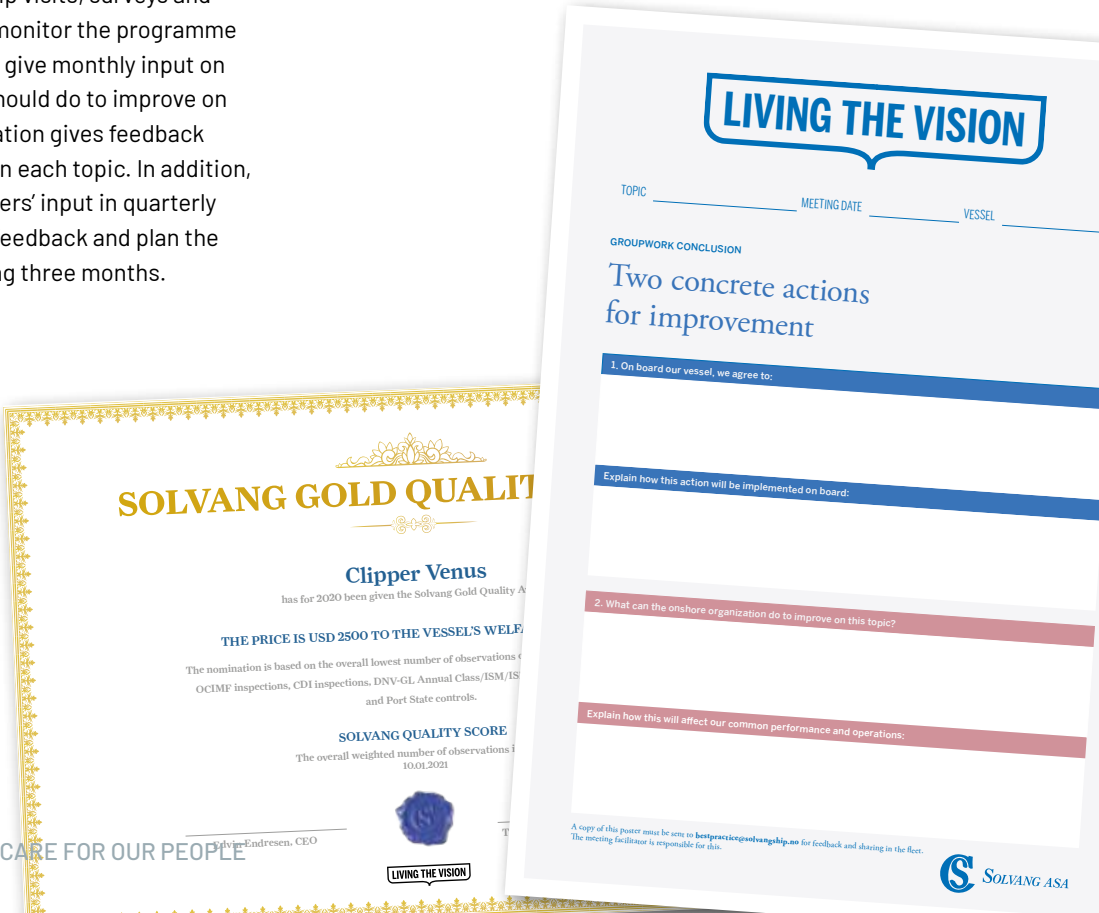 monitor the programme
give monthly input on
should do to improve on
gives feedback
on each topic. In addition,
input in quarterly
feedback and plan the
three months.
LIVING THE VISION
TOPIC MEETING DATE VESSEL
GROUPWORK CONCLUSION
Two concrete actions
for improvement
1. On board our vessel, we agree to:
Explain how this action will be implemented on board:
2. What can the onshore organization do to improve on this topic?
Explain how this will affect our common performance and operations:
A copy of this poster must be sent to bestpractice@solvangship.no for feedback and sharing in the fleet.
The meeting facilitator is responsible for this.
SOLVANG ASA
SOLVANG GOLD
Clipper Venus
has for 2020 been given the Solvang Gold Quality
THE PRICE IS USD 2500 TO THE VESSEL'S
The nomination is based on the overall lowest number of observations
OCIMF inspections, CDI inspections, DNV-GL Annual Class/ISM/
and Port State controls.
SOLVANG QUALITY SCORE
The overall weighted number of observations
10.01.2021
Edvin Endresen, CEO
LIVING THE VISION
CARE FOR OUR PEOPLE